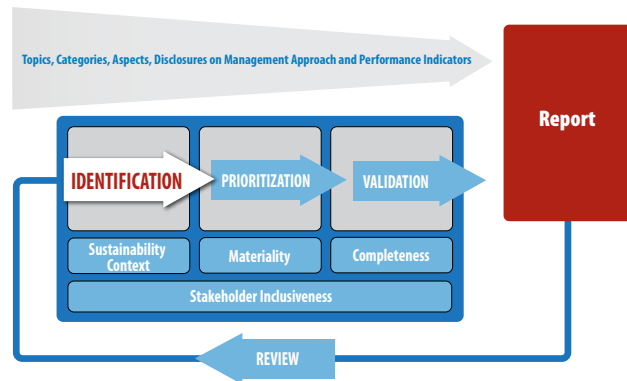 Topics, Categories, Aspects, Disclosures on Management Approach and Performance Indicators
Report
IDENTIFICATION
PRIORITIZATION
VALIDATION
Sustainability
Context
Materiality
Completeness
Stakeholder Inclusiveness
REVIEW